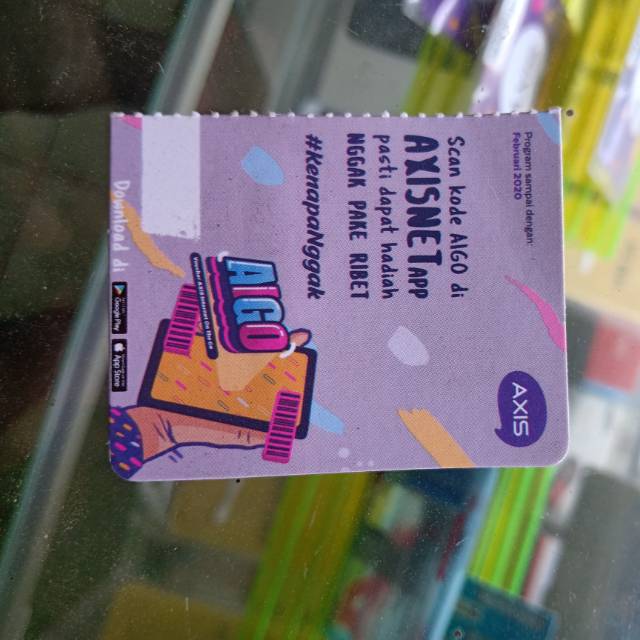 Program sampai dengan:
Februari 2020
AXIS
Scan kode AIGO di
AXISNET APP
pasti dapat hadiah
NGGAK PAKE RIBET
#kenapaNggak
AIGO
Download di
Google Play
App Store